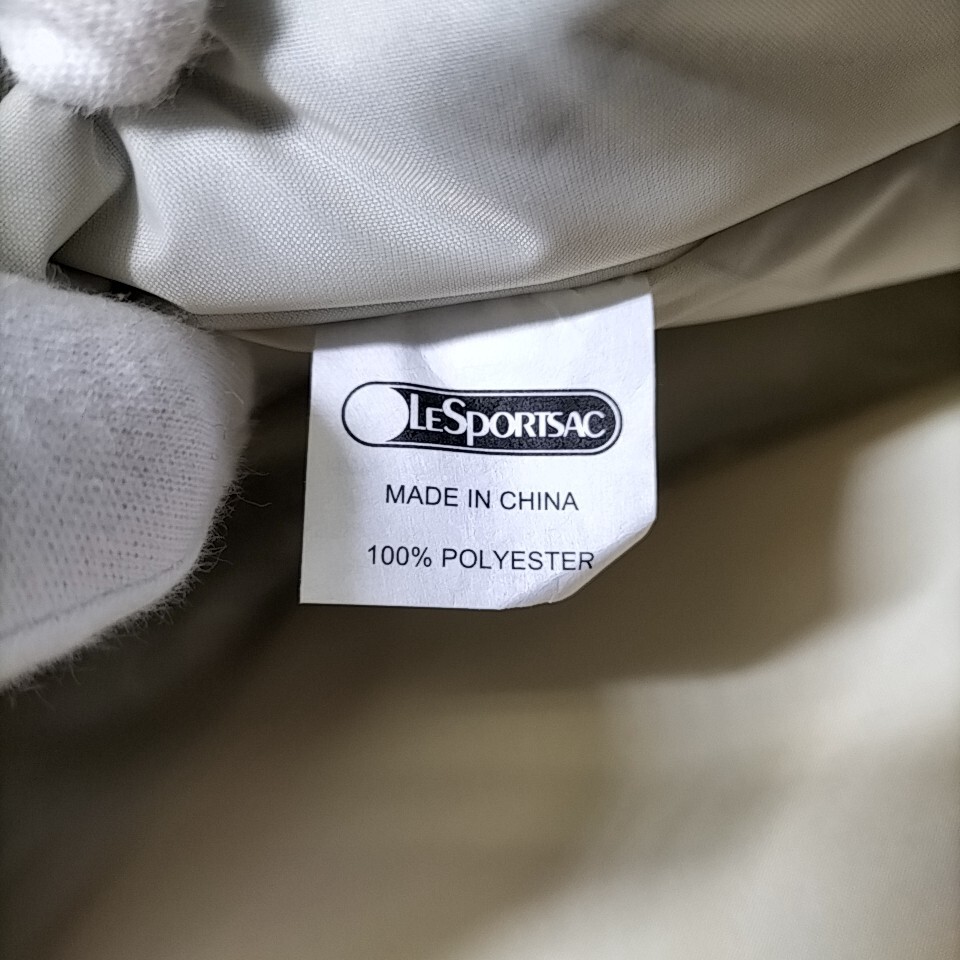 LESPORTSAC
MADE IN CHINA
100% POLYESTER